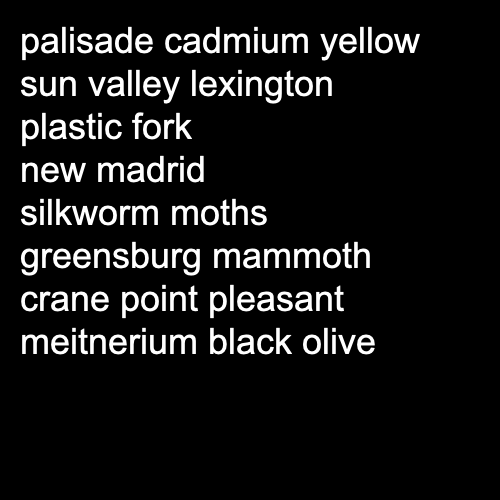 palisade cadmium yellow
sun valley lexington
plastic fork
new madrid
silkworm moths
greensburg mammoth
crane point pleasant
meitnerium black olive